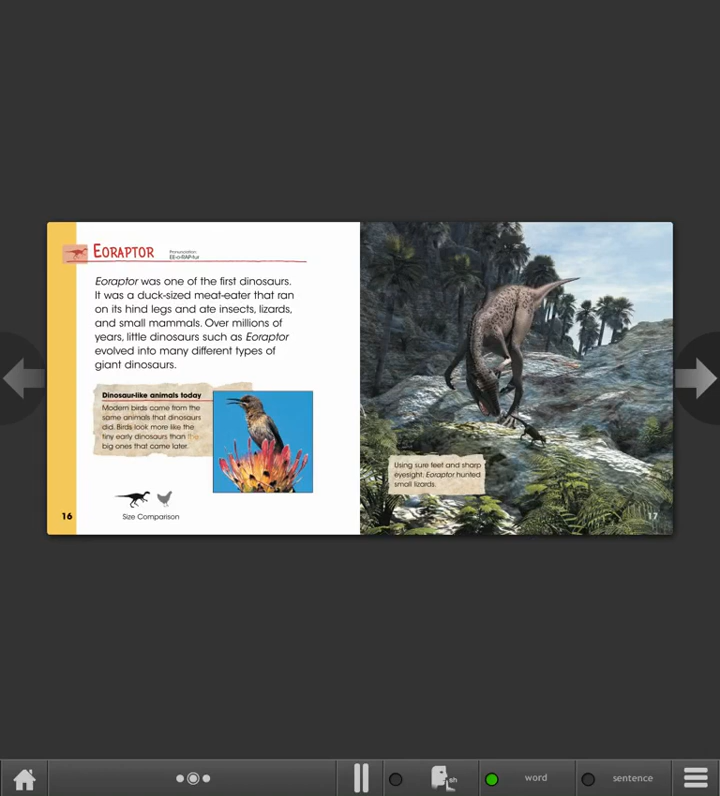 EORAPTOR
Pronunciation:
EE-o-RAP-tur
Eoraptor was one of the first dinosaurs.
It was a duck-sized meat-eater that ran
on its hind legs and ate insects, lizards,
and small mammals. Over millions of
years, little dinosaurs such as Eoraptor
evolved into many different types of
giant dinosaurs.
Dinosaur-like animals today
Modern birds came from the
same animals that dinosaurs
did. Birds look more like the
tiny early dinosaurs than the
big ones that came later.
16
Size Comparison
Using sure feet and sharp
eyesight, Eoraptor hunted
small lizards.
17
sh
word
sentence